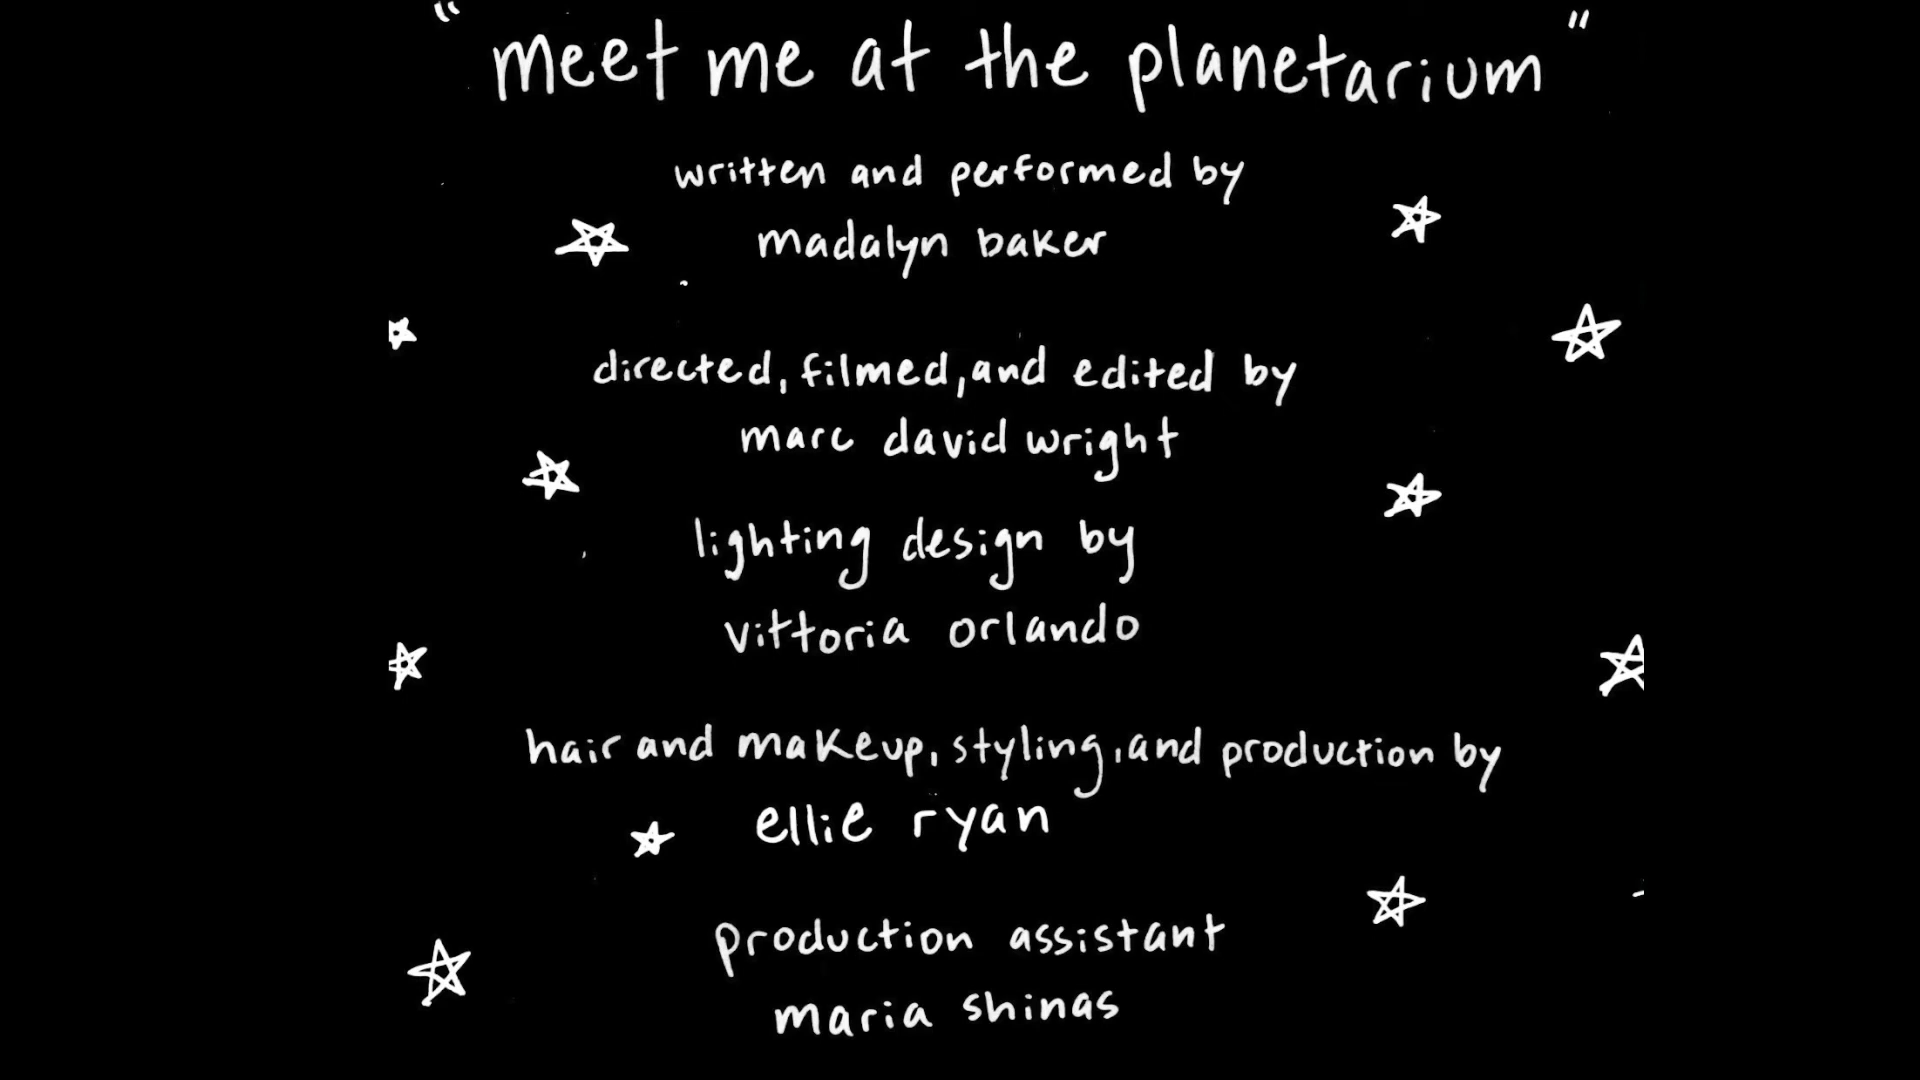 "meet me at the planetarium"
written and performed by
madalyn baker
directed, filmed, and edited by
marc david wright
lighting design by
vittoria orlando
hair and makeup, styling, and production by
ellie ryan
production assistant
maria shinas